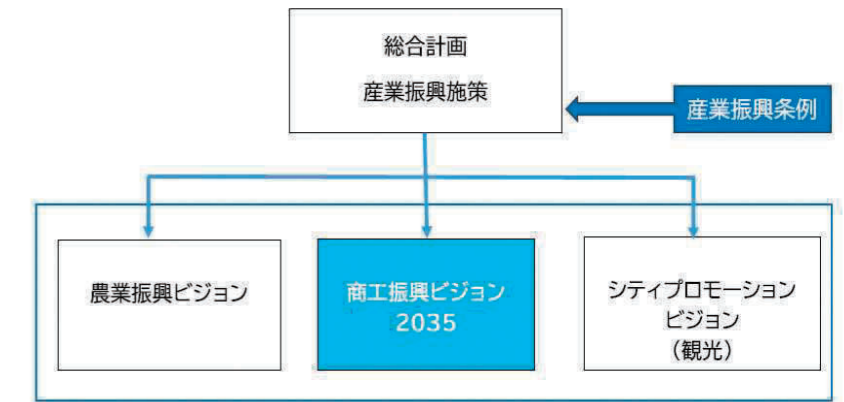 総合計画
産業振興施策
産業振興条例
農業振興ビジョン
商工振興ビジョン
2035
シティプロモーション
ビジョン
（観光）